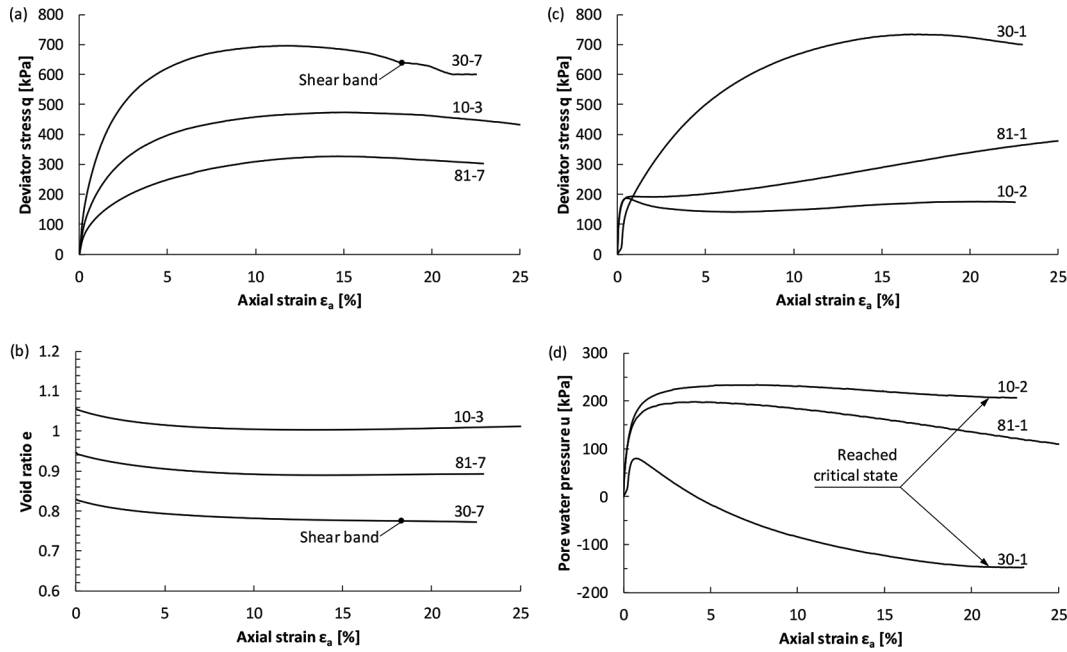 (a)
800
700
600
500
400
300
200
100
0
Deviator stress q [kPa]
30-7
Shear band
10-3
81-7
0 5 10 15 20 25
Axial strain εa [%]
(c)
800
700
600
500
400
300
200
100
0
Deviator stress q [kPa]
30-1
81-1
10-2
0 5 10 15 20 25
Axial strain εa [%]
(b)
1.2
1.1
1
0.9
0.8
0.7
0.6
Void ratio e
10-3
81-7
30-7
Shear band
0 5 10 15 20 25
Axial strain εa [%]
(d)
300
200
100
0
-100
-200
Pore water pressure u [kPa]
10-2
81-1
Reached
critical state
30-1
0 5 10 15 20 25
Axial strain εa [%]